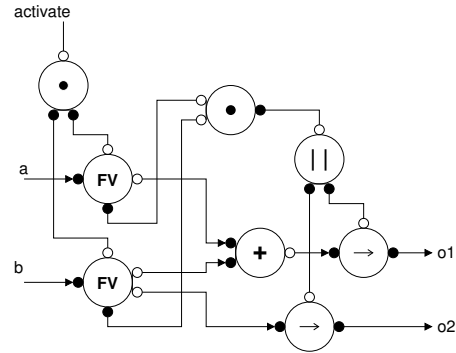 activate
a
FV
||
b
FV
+
→
o1
→
o2